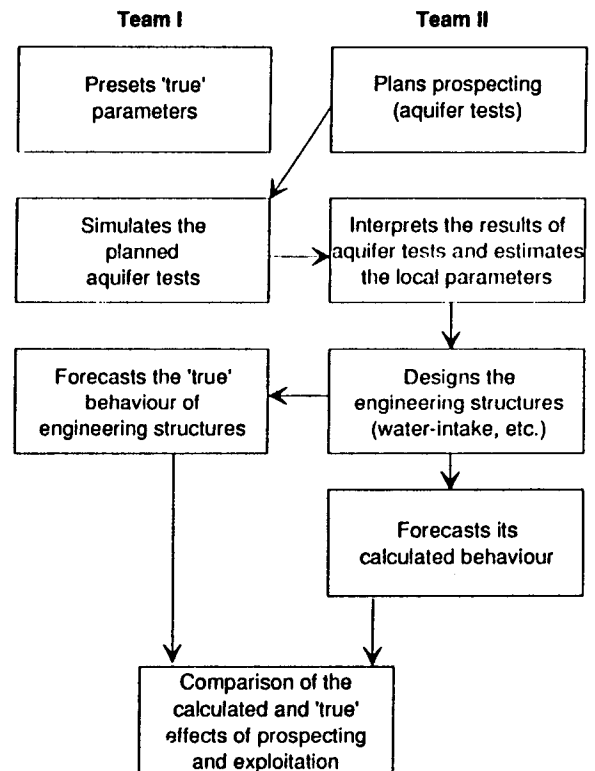 Team I
Team II
Presets 'true'
parameters
Plans prospecting
(aquifer tests)
Simulates the
planned
aquifer tests
Interprets the results of
aquifer tests and estimates
the local parameters
Forecasts the 'true'
behaviour of
engineering structures
Designs the
engineering structures
(water-intake, etc.)
Forecasts its
calculated behaviour
Comparison of the
calculated and 'true'
effects of prospecting
and exploitation